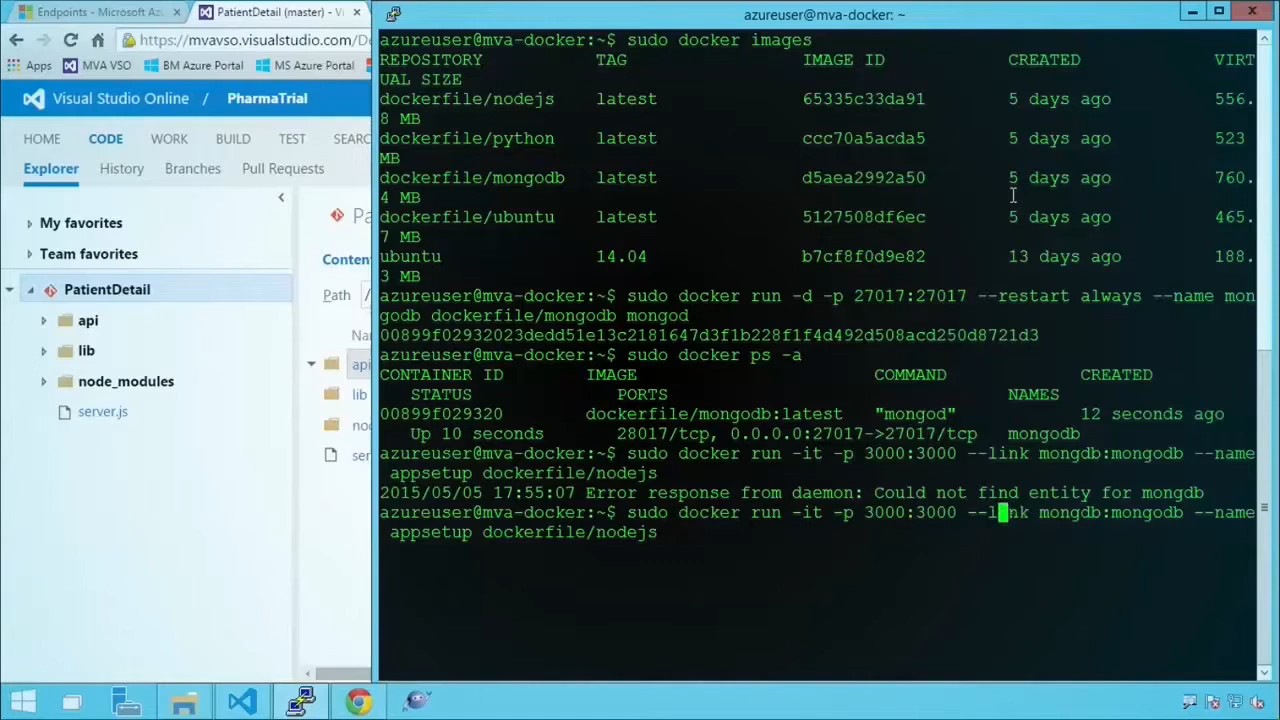 Endpoints - Microsoft Az
PatientDetail (master) - Vi
https://mvavso.visualstudio.com/De
Apps MVA VSO BM Azure Portal MS Azure Portal
Visual Studio Online / PharmaTrial
HOME CODE WORK BUILD TEST SEARC
Explorer History Branches Pull Requests
My favorites
Team favorites
PatientDetail
api
lib
node_modules
server.js
Pa
Conten
Path /
Na
api
lib
noc
ser
azureuser@mva-docker: ~
azureuser@mva-docker:~$ sudo docker images
REPOSITORY TAG IMAGE ID CREATED VIRT
UAL SIZE
dockerfile/nodejs latest 65335c33da91 5 days ago 556.
8 MB
dockerfile/python latest ccc70a5acda5 5 days ago 523
MB
dockerfile/mongodb latest d5aea2992a50 5 days ago 760.
4 MB
dockerfile/ubuntu latest 5127508df6ec 5 days ago 465.
7 MB
ubuntu 14.04 b7cf8f0d9e82 13 days ago 188.
3 MB
azureuser@mva-docker:~$ sudo docker run -d -p 27017:27017 --restart always --name mon
godb dockerfile/mongodb mongod
00899f02932023dedd51e13c2181647d3f1b228f1f4d492d508acd250d8721d3
azureuser@mva-docker:~$ sudo docker ps -a
CONTAINER ID IMAGE COMMAND CREATED
STATUS PORTS NAMES
00899f029320 dockerfile/mongodb:latest "mongod" 12 seconds ago
Up 10 seconds 28017/tcp, 0.0.0.0:27017->27017/tcp mongodb
azureuser@mva-docker:~$ sudo docker run -it -p 3000:3000 --link mongdb:mongodb --name
appsetup dockerfile/nodejs
2015/05/05 17:55:07 Error response from daemon: Could not find entity for mongdb
azureuser@mva-docker:~$ sudo docker run -it -p 3000:3000 --link mongdb:mongodb --name
appsetup dockerfile/nodejs